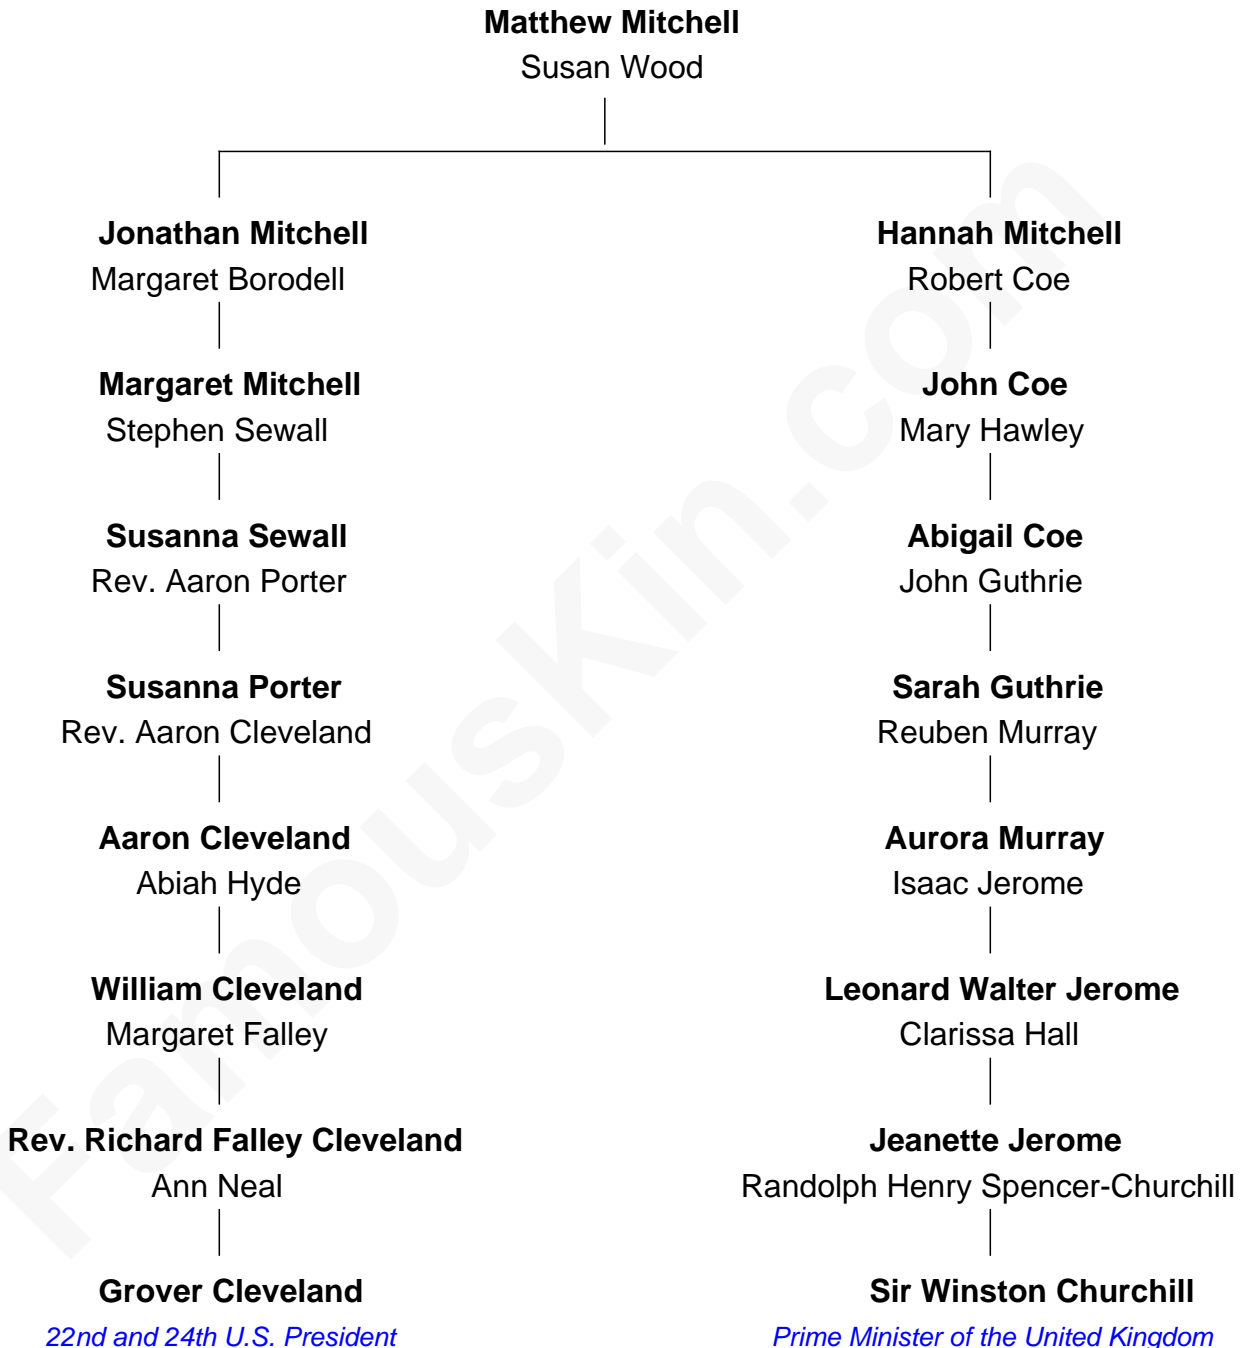 Matthew Mitchell
Susan Wood
Jonathan Mitchell
Margaret Borodell
Hannah Mitchell
Robert Coe
Margaret Mitchell
Stephen Sewall
John Coe
Mary Hawley
Susanna Sewall
Rev. Aaron Porter
Abigail Coe
John Guthrie
Susanna Porter
Rev. Aaron Cleveland
Sarah Guthrie
Reuben Murray
Aaron Cleveland
Abiah Hyde
Aurora Murray
Isaac Jerome
William Cleveland
Margaret Falley
Leonard Walter Jerome
Clarissa Hall
Rev. Richard Falley Cleveland
Ann Neal
Jeanette Jerome
Randolph Henry Spencer-Churchill
Grover Cleveland
22nd and 24th U.S. President
Sir Winston Churchill
Prime Minister of the United Kingdom
FamousKin.com